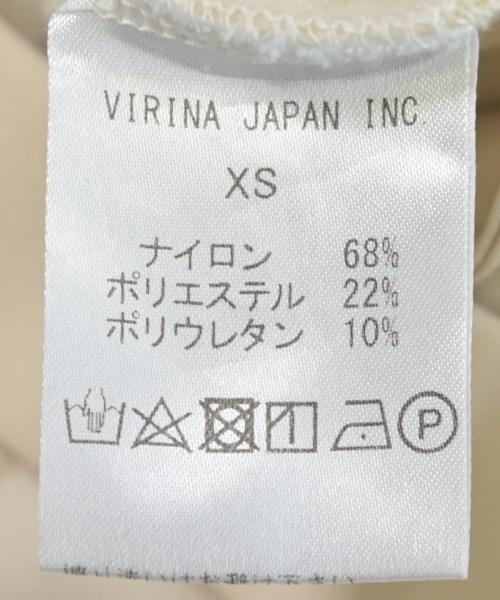 VIRINA JAPAN INC.
XS
ナイロン 68%
ポリエステル 22%
ポリウレタン 10%
P